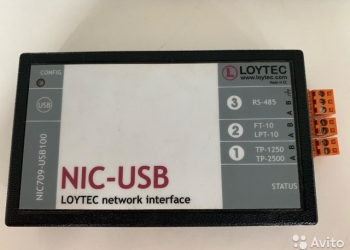 CONFIG
LOYTEC
www.loytec.com
USB
3 RS-485
A B
2 FT-10
LPT-10
A B
1 TP-1250
TP-2500
A B
NIC709-USB100
NIC-USB
LOYTEC network interface
STATUS
Avito